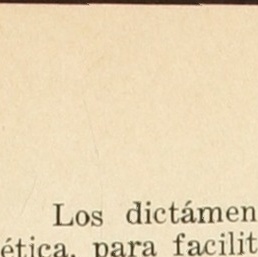 Los dictámen
ética, para facilit